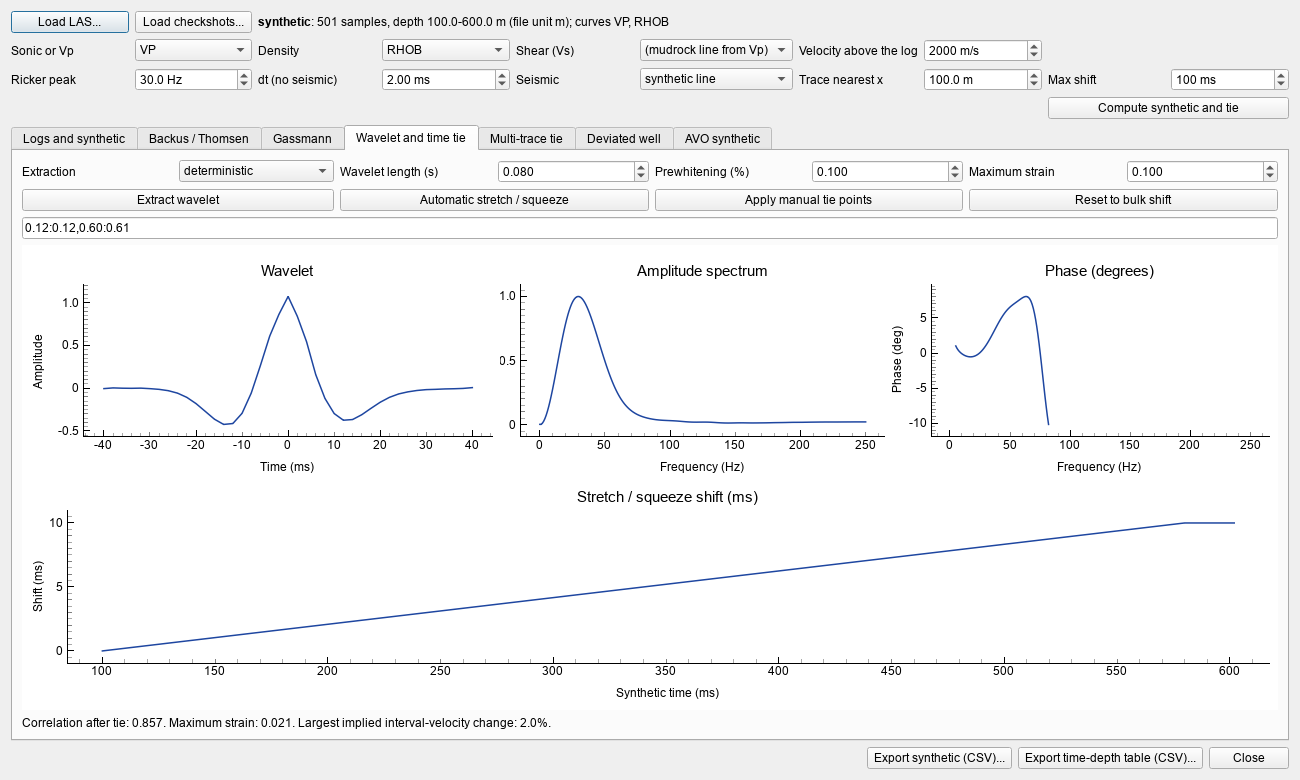 Load LAS... Load checkshots... synthetic: 501 samples, depth 100.0-600.0 m (file unit m); curves VP, RHOB
Sonic or Vp VP Density RHOB Shear (Vs) (mudrock line from Vp) Velocity above the log 2000 m/s
Ricker peak 30.0 Hz dt (no seismic) 2.00 ms Seismic synthetic line Trace nearest x 100.0 m Max shift 100 ms
Compute synthetic and tie
Logs and synthetic Backus / Thomsen Gassmann Wavelet and time tie Multi-trace tie Deviated well AVO synthetic
Extraction deterministic Wavelet length (s) 0.080 Prewhitening (%) 0.100 Maximum strain 0.100
Extract wavelet Automatic stretch / squeeze Apply manual tie points Reset to bulk shift
0.12:0.12,0.60:0.61
Wavelet
Amplitude
1.0
0.5
0
-0.5
-40 -30 -20 -10 0 10 20 30 40
Time (ms)
Amplitude spectrum
1.0
0.5
0
0 50 100 150 200 250
Frequency (Hz)
Phase (degrees)
Phase (deg)
5
0
-5
-10
0 50 100 150 200 250
Frequency (Hz)
Stretch / squeeze shift (ms)
Shift (ms)
10
5
0
100 150 200 250 300 350 400 450 500 550 600
Synthetic time (ms)
Correlation after tie: 0.857. Maximum strain: 0.021. Largest implied interval-velocity change: 2.0%.
Export synthetic (CSV)... Export time-depth table (CSV)... Close